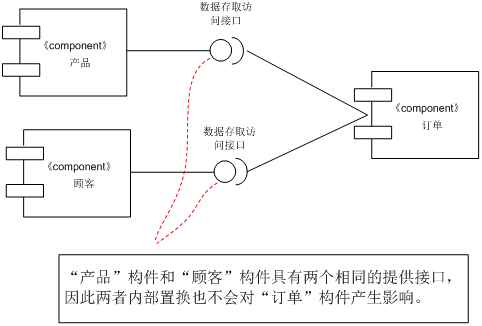 数据存取访
问接口
《component》
产品
《component》
订单
数据存取访
问接口
《component》
顾客
“产品”构件和“顾客”构件具有两个相同的提供接口，
因此两者内部置换也不会对“订单”构件产生影响。